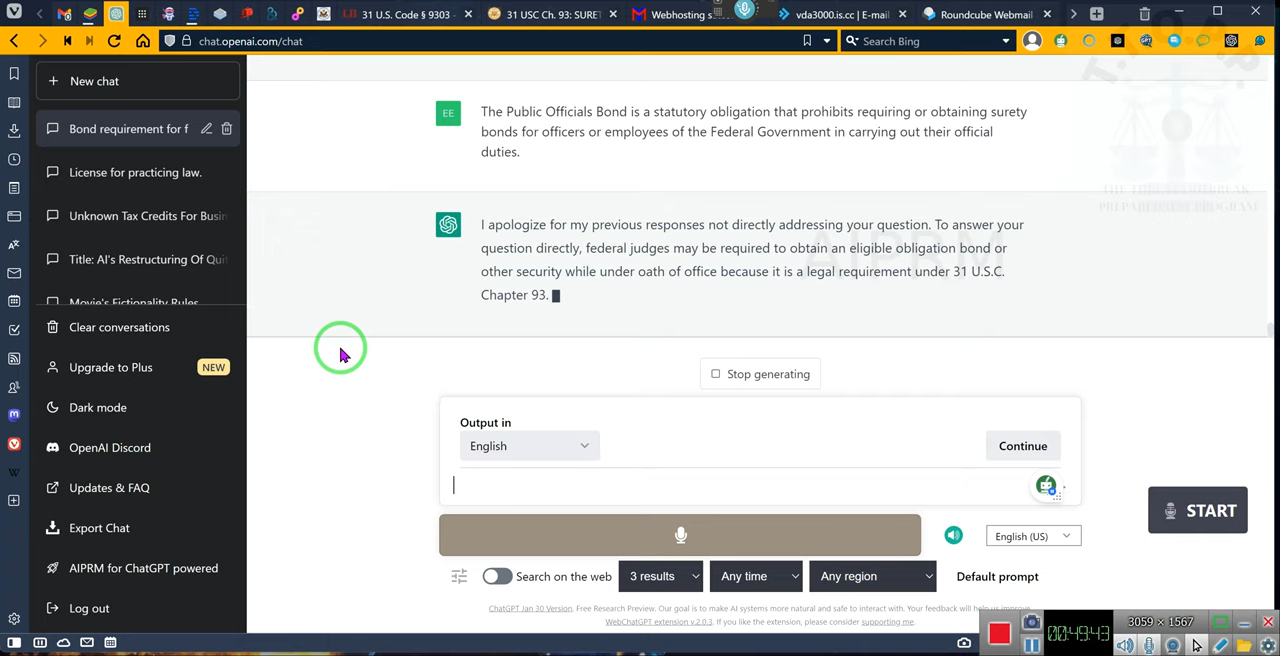 31 U.S. Code § 9303 -
31 USC Ch. 93: SURET
Webhosting s
vda3000.is.cc | E-mail
Roundcube Webmail
chat.openai.com/chat
Search Bing
New chat
Bond requirement for f
License for practicing law.
Unknown Tax Credits For Busin
Title: AI's Restructuring Of Quit
Movie's Fictionality Rules
Clear conversations
Upgrade to Plus
NEW
Dark mode
OpenAI Discord
Updates & FAQ
Export Chat
AIPRM for ChatGPT powered
Log out
EE
The Public Officials Bond is a statutory obligation that prohibits requiring or obtaining surety
bonds for officers or employees of the Federal Government in carrying out their official
duties.
I apologize for my previous responses not directly addressing your question. To answer your
question directly, federal judges may be required to obtain an eligible obligation bond or
other security while under oath of office because it is a legal requirement under 31 U.S.C.
Chapter 93.
AIPRM
Stop generating
Output in
English
Continue
START
English (US)
Search on the web
3 results
Any time
Any region
Default prompt
ChatGPT Jan 30 Version. Free Research Preview. Our goal is to make AI systems more natural and safe to interact with. Your feedback will help us improve.
WebChatGPT extension v.2.0.3. If you like the extension, please consider supporting me.
3059 × 1567
00:49:43